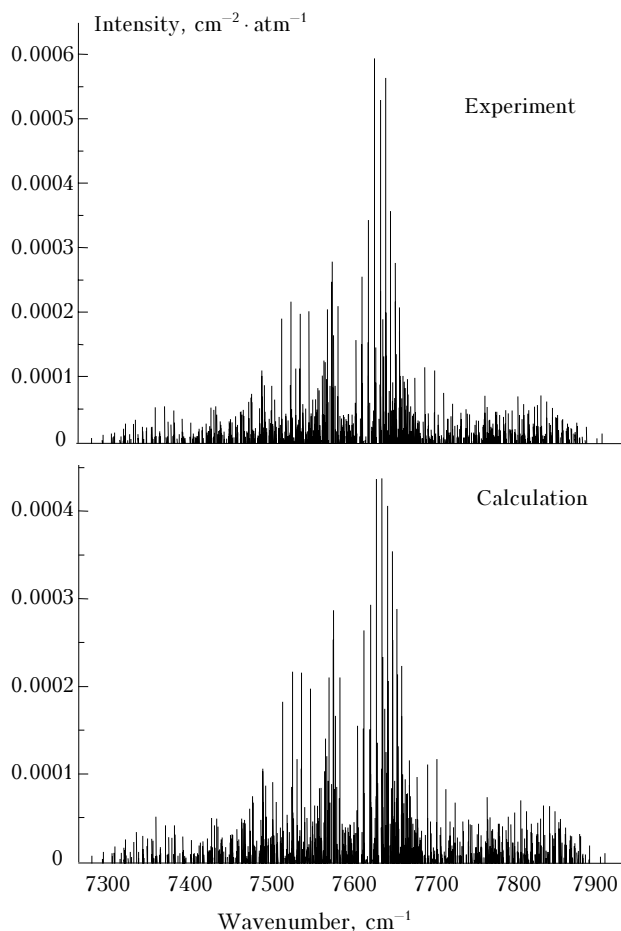 Intensity, cm⁻² · atm⁻¹
0.0006
Experiment
0.0005
0.0004
0.0003
0.0002
0.0001
0
Calculation
0.0004
0.0003
0.0002
0.0001
0
7300 7400 7500 7600 7700 7800 7900
Wavenumber, cm⁻¹